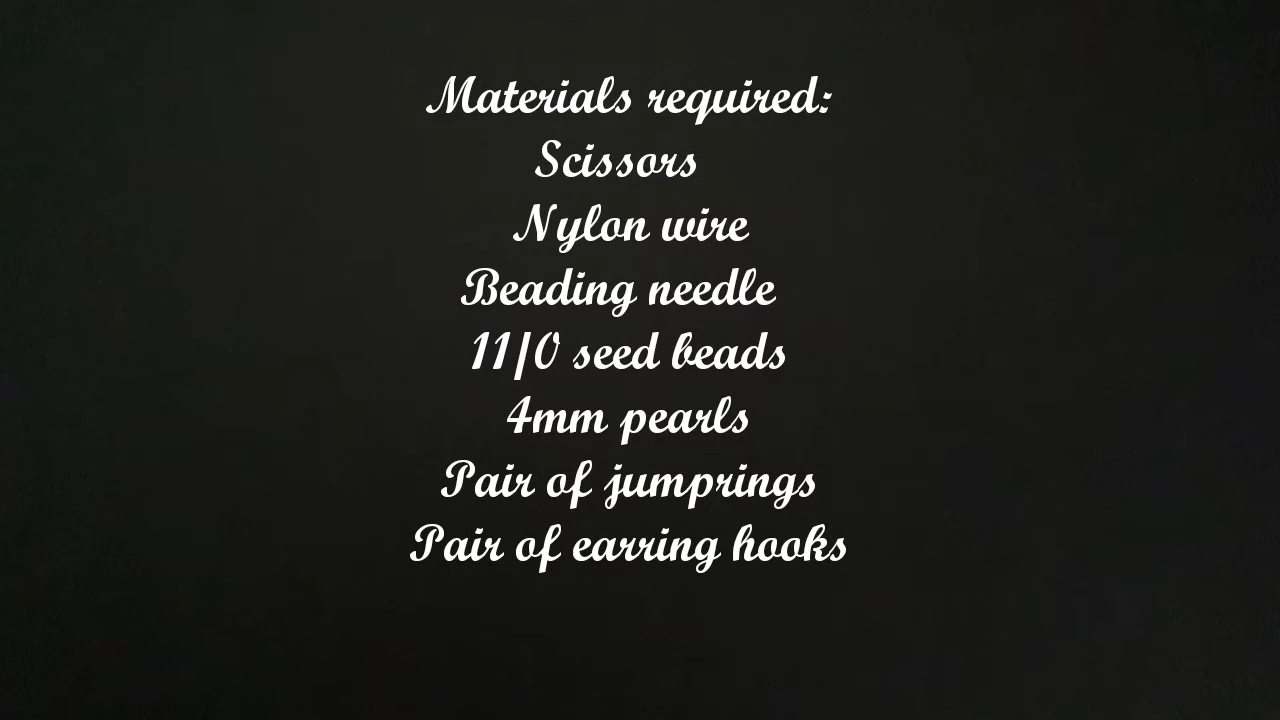 Materials required:
Scissors
Nylon wire
Beading needle
11/0 seed beads
4mm pearls
Pair of jumprings
Pair of earring hooks